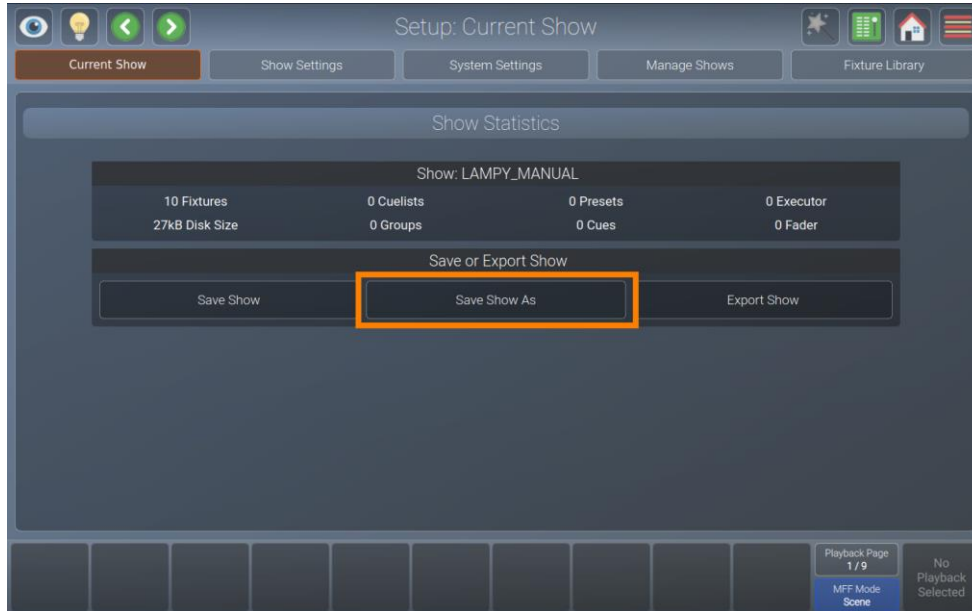 Setup: Current Show
Current Show
Show Settings
System Settings
Manage Shows
Fixture Library
Show Statistics
Show: LAMPY_MANUAL
10 Fixtures
0 Cuelists
0 Presets
0 Executor
27kB Disk Size
0 Groups
0 Cues
0 Fader
Save or Export Show
Save Show
Save Show As
Export Show
Playback Page
1 / 9
MFF Mode
Scene
No
Playback
Selected